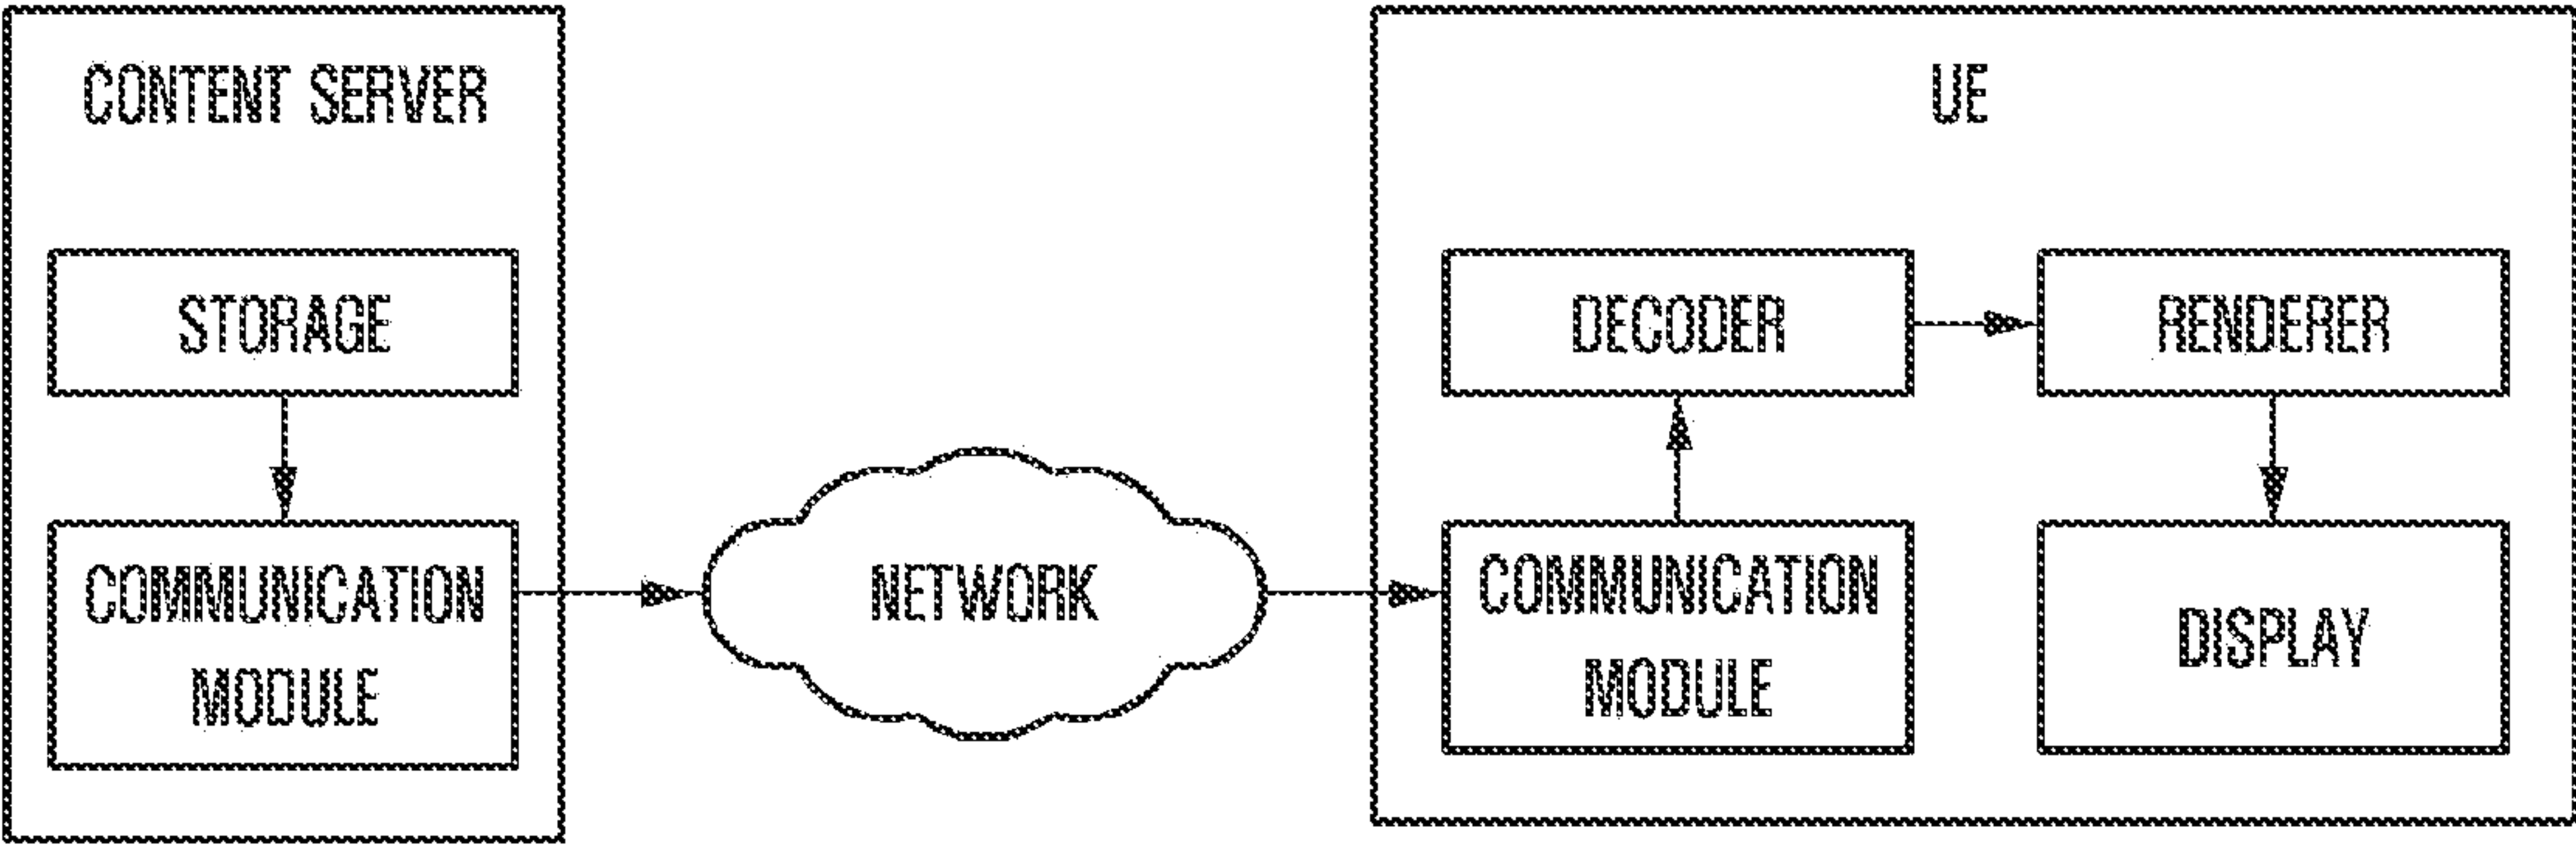 CONTENT SERVER
STORAGE
COMMUNICATION
MODULE
NETWORK
UE
DECODER
RENDERER
COMMUNICATION
MODULE
DISPLAY